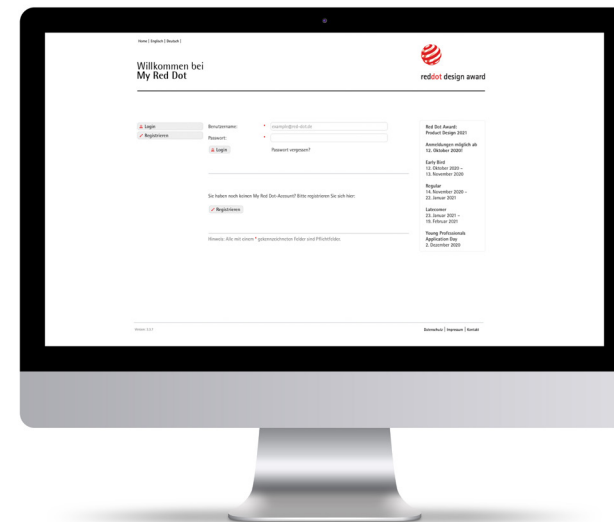 Home | Englisch | Deutsch |
Willkommen bei
My Red Dot
reddot design award
Login
Registrieren
Benutzername: * example@red-dot.de
Passwort: *
Login
Passwort vergessen?
Sie haben noch keinen My Red Dot-Account? Bitte registrieren Sie sich hier:
Registrieren
Hinweis: Alle mit einem * gekennzeichneten Felder sind Pflichtfelder.
Red Dot Award:
Product Design 2021
Anmeldungen möglich ab
12. Oktober 2020!
Early Bird
12. Oktober 2020 –
13. November 2020
Regular
14. November 2020 –
22. Januar 2021
Latecomer
23. Januar 2021 –
19. Februar 2021
Young Professionals
Application Day
2. Dezember 2020
Datenschutz | Impressum | Kontakt